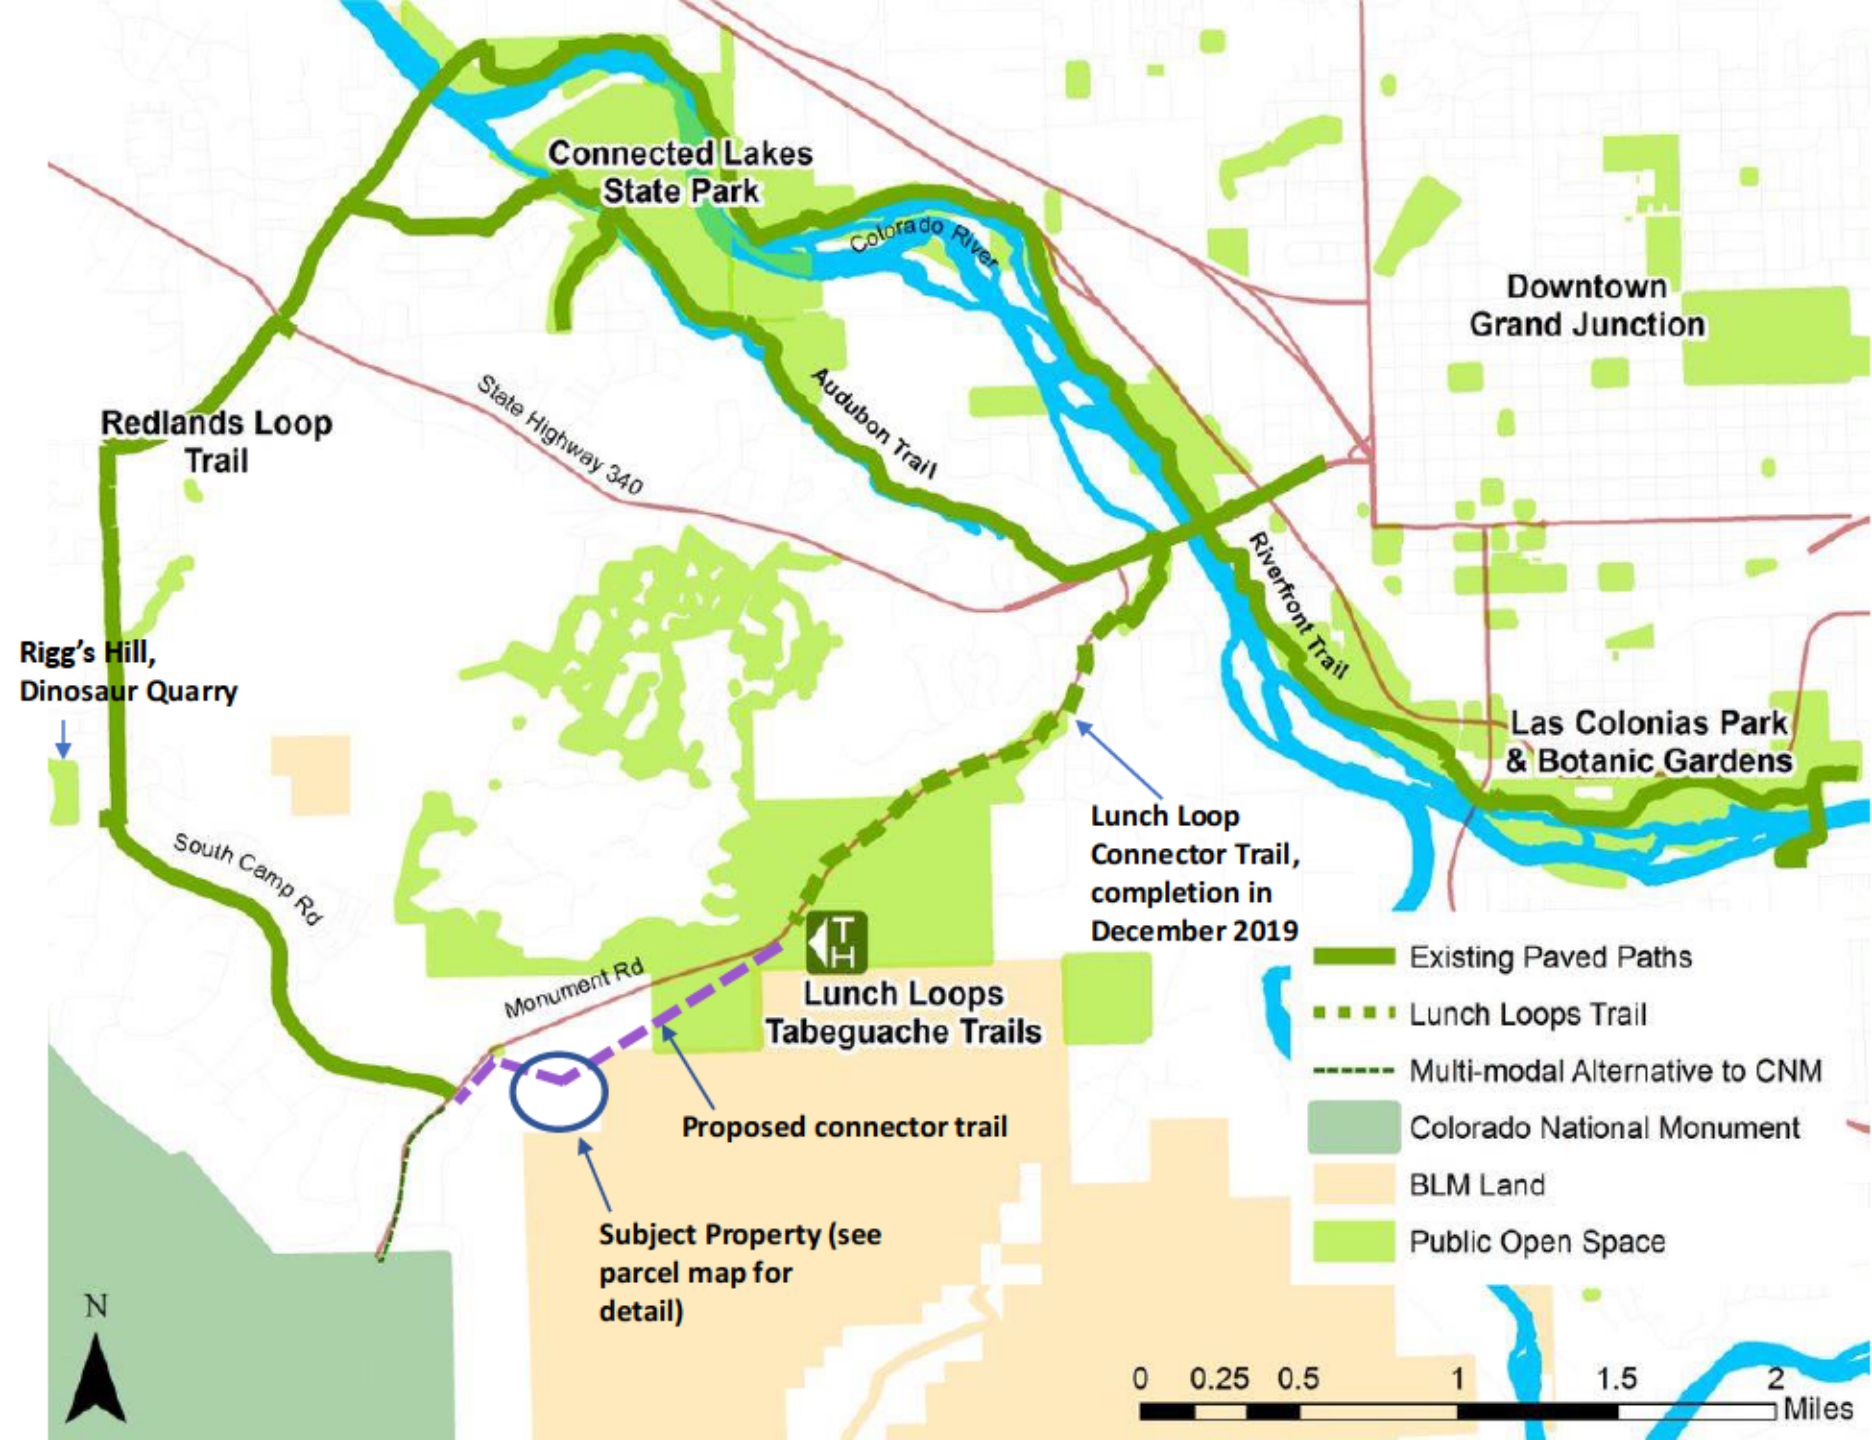 Connected Lakes
State Park
Colorado River
Downtown
Grand Junction
State Highway 340
Audubon Trail
Redlands Loop
Trail
Riverfront Trail
Rigg’s Hill,
Dinosaur Quarry
Las Colonias Park
& Botanic Gardens
South Camp Rd
Lunch Loop
Connector Trail,
completion in
December 2019
T
H
Monument Rd
Lunch Loops
Tabeguache Trails
Proposed connector trail
Subject Property (see
parcel map for
detail)
Existing Paved Paths
Lunch Loops Trail
Multi-modal Alternative to CNM
Colorado National Monument
BLM Land
Public Open Space
N
0 0.25 0.5 1 1.5 2
Miles